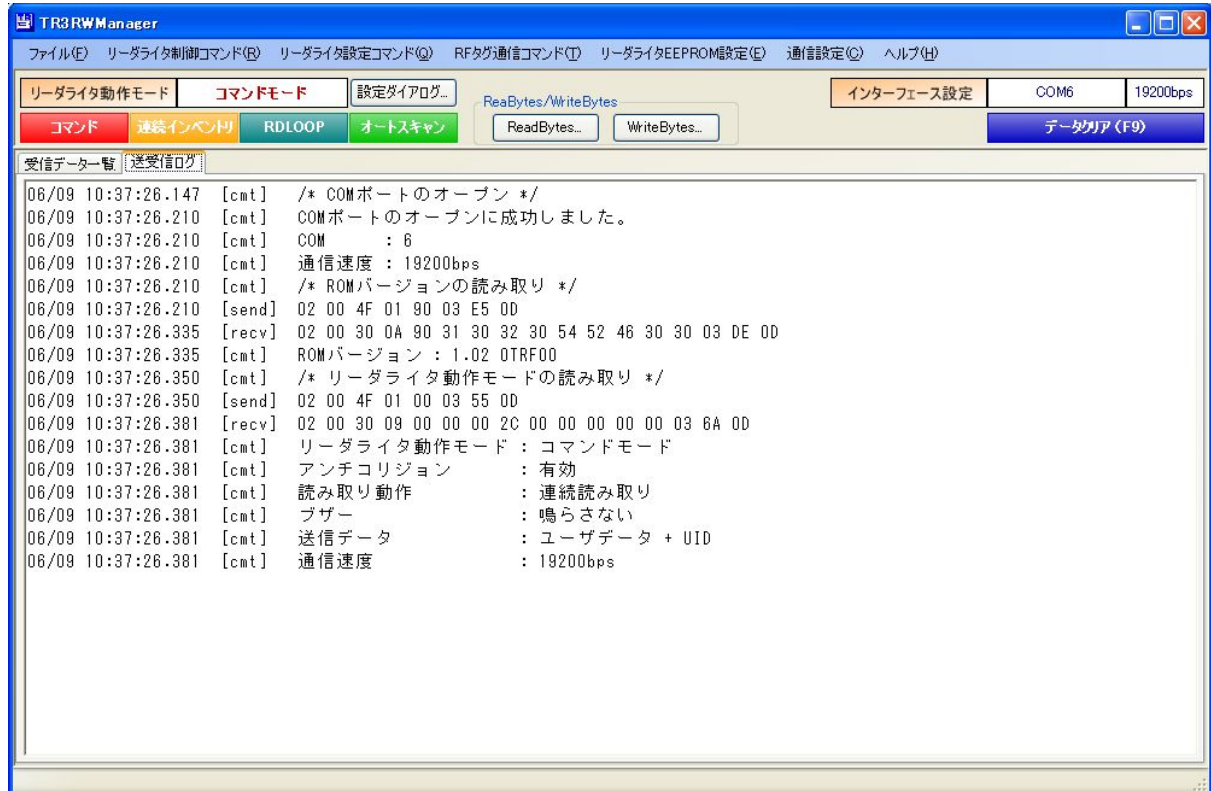 TR3RWManager
ファイル(F) リーダライタ制御コマンド(R) リーダライタ設定コマンド(Q) RFタグ通信コマンド(T) リーダライタEEPROM設定(E) 通信設定(C) ヘルプ(H)
リーダライタ動作モード コマンドモード 設定ダイアログ... ReaBytes/WriteBytes インターフェース設定 COM6 19200bps
コマンド 連続インベントリ RDLOOP オートスキャン ReadBytes... WriteBytes... データクリア(F9)
受信データ一覧 送受信ログ
06/09 10:37:26.147 [cmt] /* COMポートのオープン */
06/09 10:37:26.210 [cmt] COMポートのオープンに成功しました。
06/09 10:37:26.210 [cmt] COM : 6
06/09 10:37:26.210 [cmt] 通信速度 : 19200bps
06/09 10:37:26.210 [cmt] /* ROMバージョンの読み取り */
06/09 10:37:26.210 [send] 02 00 4F 01 90 03 E5 0D
06/09 10:37:26.335 [recv] 02 00 30 0A 90 31 30 32 30 54 52 46 30 30 03 DE 0D
06/09 10:37:26.335 [cmt] ROMバージョン : 1.02 0TRF00
06/09 10:37:26.350 [cmt] /* リーダライタ動作モードの読み取り */
06/09 10:37:26.350 [send] 02 00 4F 01 00 03 55 0D
06/09 10:37:26.381 [recv] 02 00 30 09 00 00 00 2C 00 00 00 00 00 03 6A 0D
06/09 10:37:26.381 [cmt] リーダライタ動作モード : コマンドモード
06/09 10:37:26.381 [cmt] アンチコリジョン : 有効
06/09 10:37:26.381 [cmt] 読み取り動作 : 連続読み取り
06/09 10:37:26.381 [cmt] ブザー : 鳴らさない
06/09 10:37:26.381 [cmt] 送信データ : ユーザデータ + UID
06/09 10:37:26.381 [cmt] 通信速度 : 19200bps